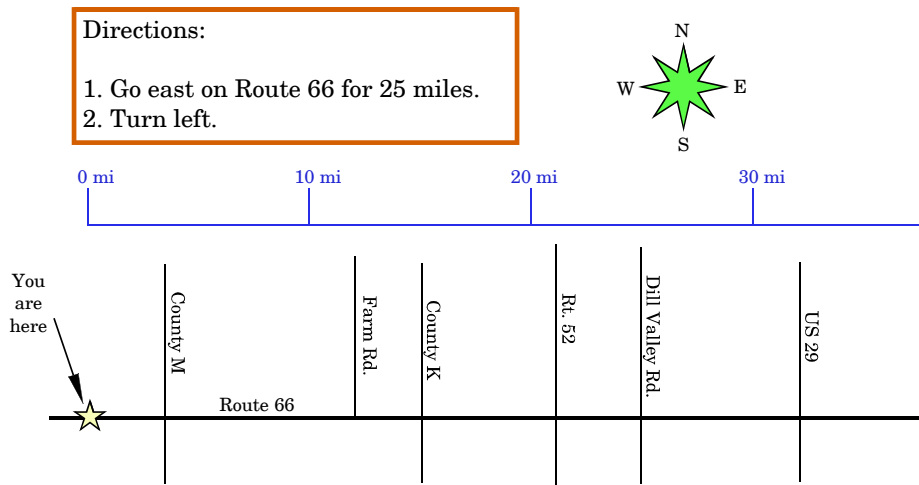 Directions:
1. Go east on Route 66 for 25 miles.
2. Turn left.
N
W
E
S
0 mi
10 mi
20 mi
30 mi
You
are
here
County M
Farm Rd.
County K
Rt. 52
Dill Valley Rd.
US 29
Route 66